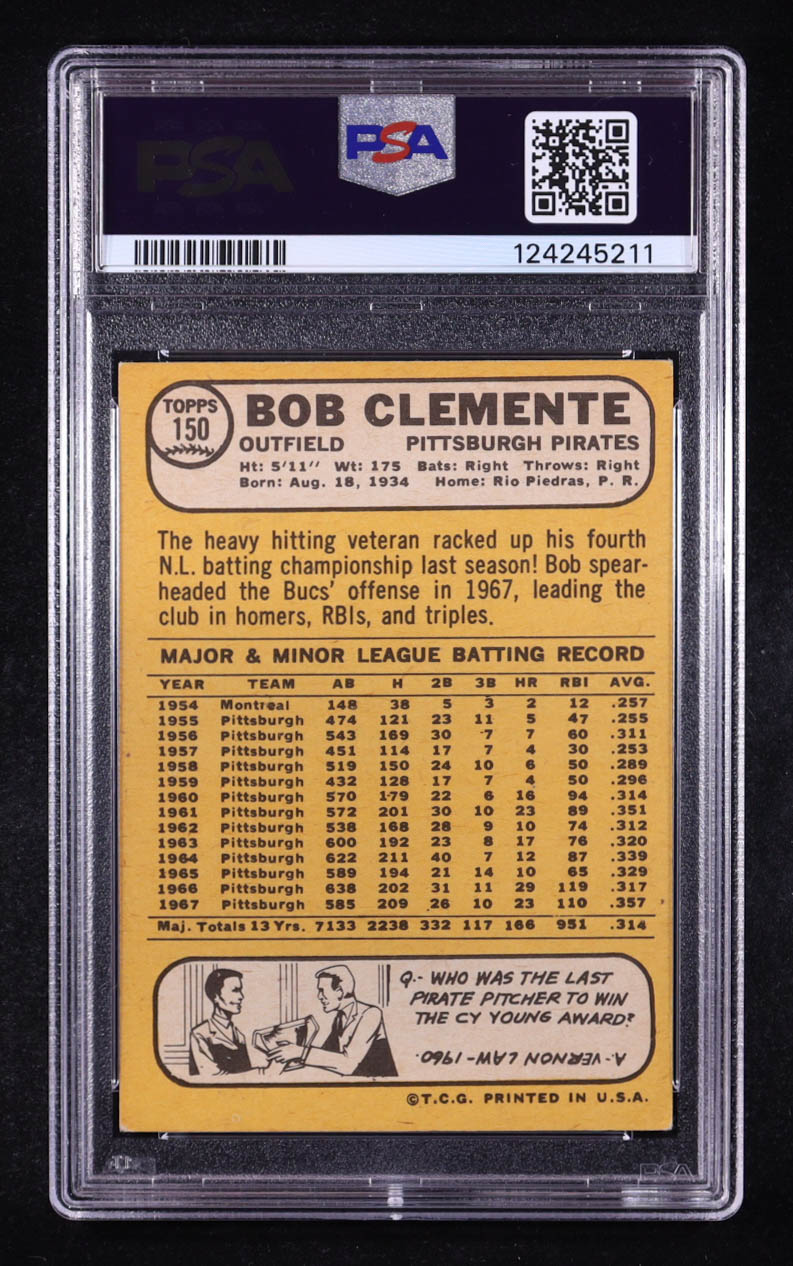 PSA
PSA
124245211
TOPPS
150
BOB CLEMENTE
OUTFIELD PITTSBURGH PIRATES
Ht: 5'11" Wt: 175 Bats: Right Throws: Right
Born: Aug. 18, 1934 Home: Rio Piedras, P. R.
The heavy hitting veteran racked up his fourth
N.L. batting championship last season! Bob spear-
headed the Bucs' offense in 1967, leading the
club in homers, RBIs, and triples.
MAJOR & MINOR LEAGUE BATTING RECORD
YEAR TEAM AB H 2B 3B HR RBI AVG.
1954 Montreal 148 38 5 3 2 12 .257
1955 Pittsburgh 474 121 23 11 5 47 .255
1956 Pittsburgh 543 169 30 7 7 60 .311
1957 Pittsburgh 451 114 17 7 4 30 .253
1958 Pittsburgh 519 150 24 10 6 50 .289
1959 Pittsburgh 432 128 17 7 4 50 .296
1960 Pittsburgh 570 179 22 6 16 94 .314
1961 Pittsburgh 572 201 30 10 23 89 .351
1962 Pittsburgh 538 168 28 9 10 74 .312
1963 Pittsburgh 600 192 23 8 17 76 .320
1964 Pittsburgh 622 211 40 7 12 87 .339
1965 Pittsburgh 589 194 21 14 10 65 .329
1966 Pittsburgh 638 202 31 11 29 119 .317
1967 Pittsburgh 585 209 26 10 23 110 .357
Maj. Totals 13 Yrs. 7133 2238 332 117 166 951 .314
Q.- WHO WAS THE LAST
PIRATE PITCHER TO WIN
THE CY YOUNG AWARD?
A.-VERNON LAW-1960.
©T.C.G. PRINTED IN U.S.A.
PSA